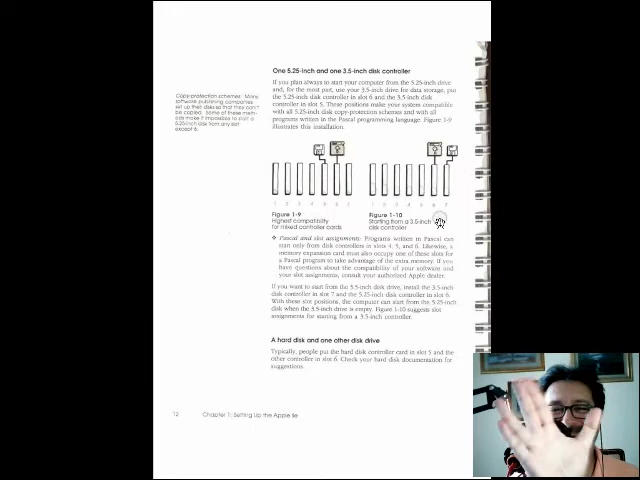 One 5.25-inch and one 3.5-inch disk controller
If you plan always to start your computer from the 5.25-inch drive
and, for the most part, use your 3.5-inch drive for data storage, put
the 5.25-inch disk controller in slot 6 and the 3.5-inch disk
controller in slot 5. These positions make your system compatible
with all 5.25-inch disk copy-protection schemes and with all
programs written in the Pascal programming language. Figure 1-9
illustrates this installation.
Copy-protection schemes: Many
software publishing companies
set up their disks so that they can't
be copied. Some of these meth-
ods make it impossible to start a
5.25-inch disk from any slot
except 6.
1 2 3 4 5 6 7
1 2 3 4 5 6 7
Figure 1-9
Highest compatibility
for mixed controller cards
Figure 1-10
Starting from a 3.5-inch
disk controller
❖ Pascal and slot assignments: Programs written in Pascal can
start only from disk controllers in slots 4, 5, and 6. Likewise, a
memory expansion card must also occupy one of these slots for
a Pascal program to take advantage of the extra memory. If you
have questions about the compatibility of your software and
your slot assignments, consult your authorized Apple dealer.
If you want to start from the 3.5-inch disk drive, install the 3.5-inch
disk controller in slot 7 and the 5.25-inch disk controller in slot 6.
With these slot positions, the computer can start from the 5.25-inch
disk when the 3.5-inch drive is empty. Figure 1-10 suggests slot
assignments for starting from a 3.5-inch controller.
A hard disk and one other disk drive
Typically, people put the hard disk controller card in slot 5 and the
other controller in slot 6. Check your hard disk documentation for
suggestions.
12 Chapter 1: Setting Up the Apple IIe